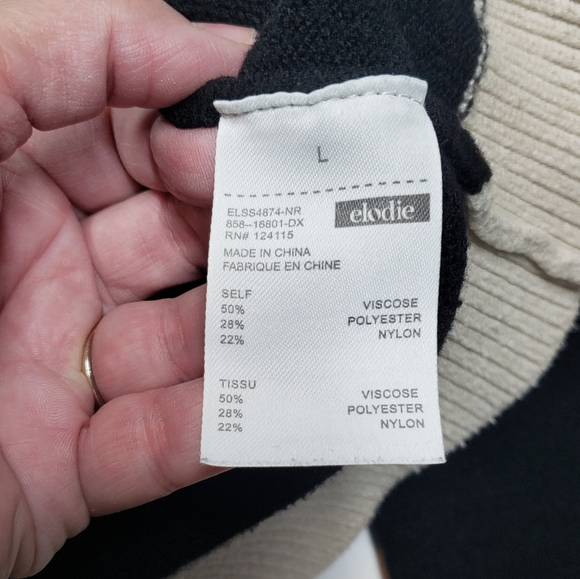 L
elodie
ELSS4874-NR
858--16801-DX
RN# 124115
MADE IN CHINA
FABRIQUE EN CHINE
SELF
50% VISCOSE
28% POLYESTER
22% NYLON
TISSU
50% VISCOSE
28% POLYESTER
22% NYLON